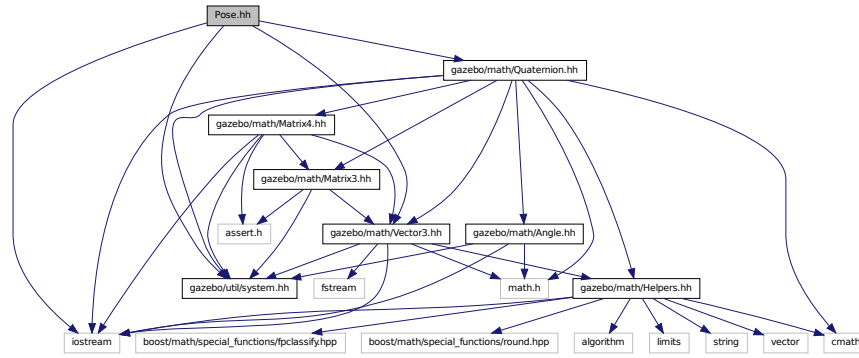 Pose.hh
gazebo/math/Quaternion.hh
gazebo/math/Matrix4.hh
gazebo/math/Matrix3.hh
assert.h
gazebo/math/Vector3.hh
gazebo/math/Angle.hh
gazebo/util/system.hh
fstream
math.h
gazebo/math/Helpers.hh
iostream
boost/math/special_functions/fpclassify.hpp
boost/math/special_functions/round.hpp
algorithm
limits
string
vector
cmath